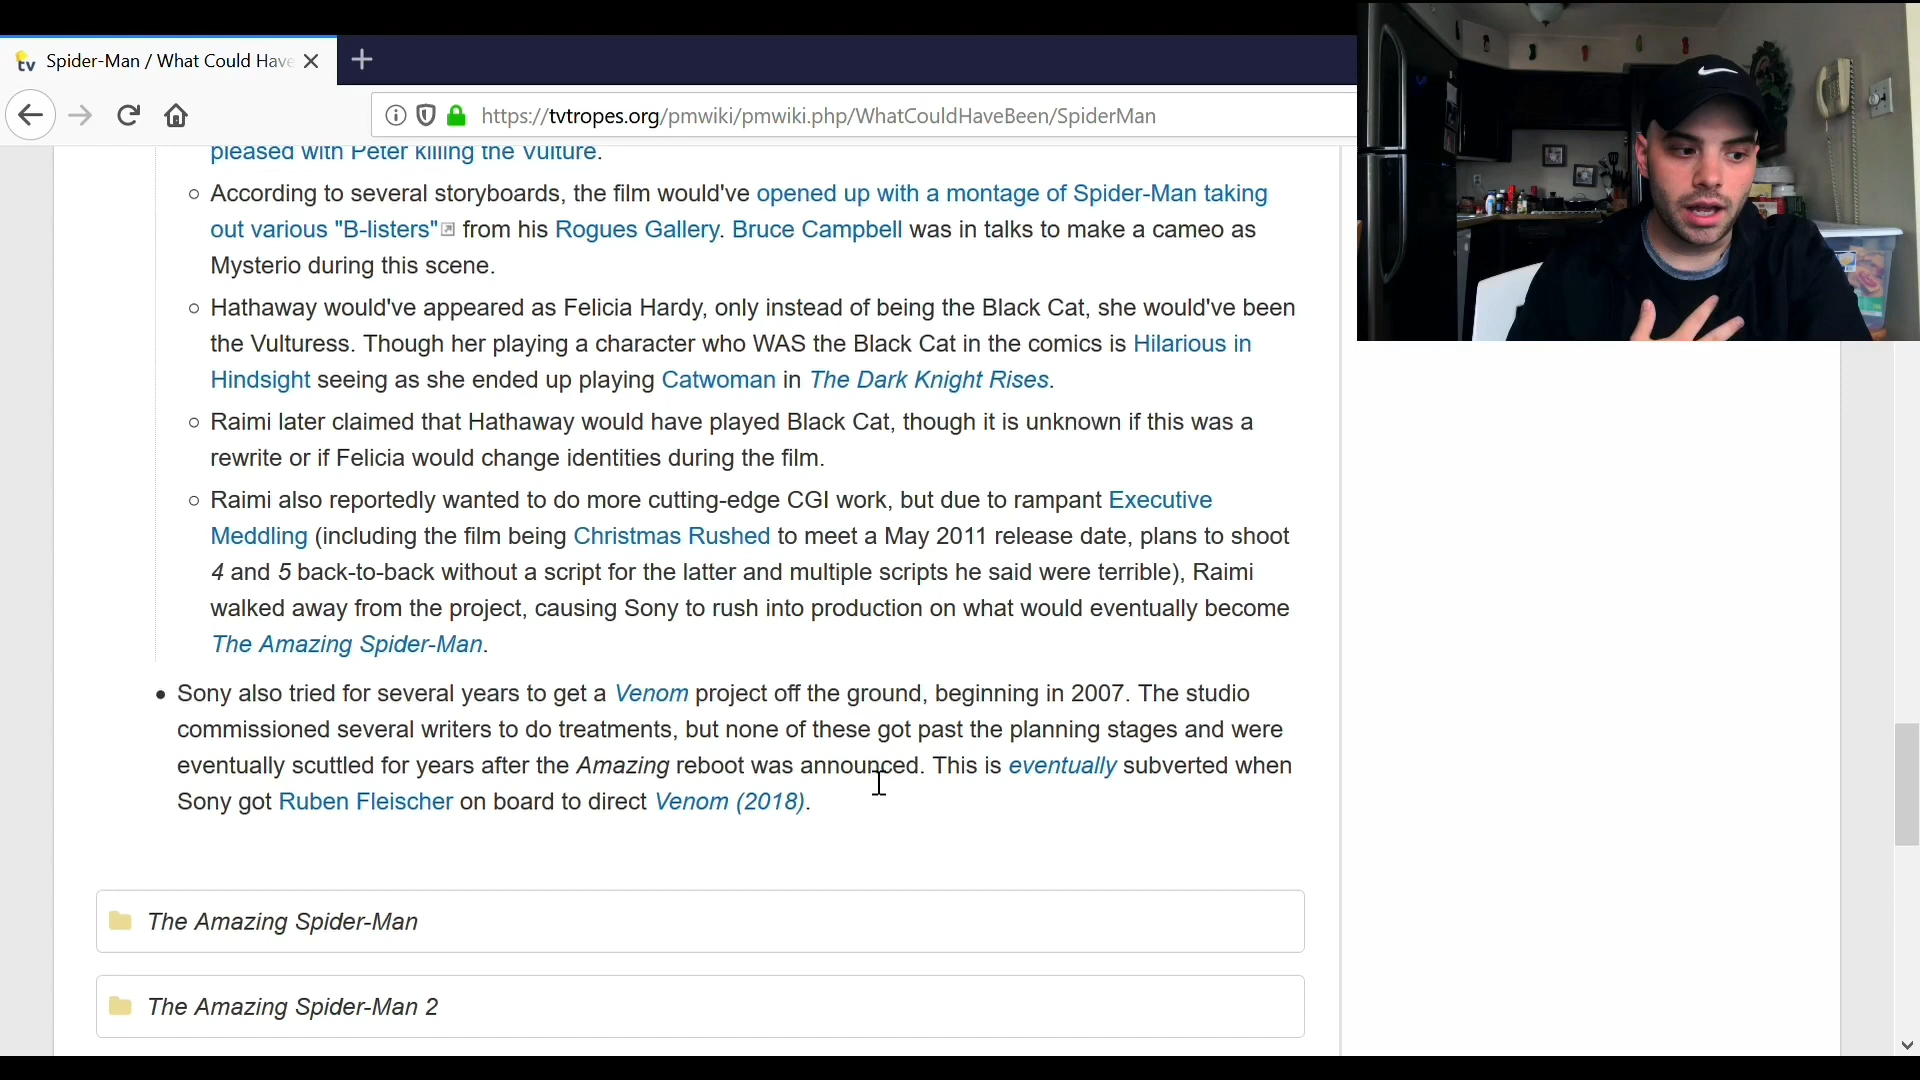 tv Spider-Man / What Could Have
https://tvtropes.org/pmwiki/pmwiki.php/WhatCouldHaveBeen/SpiderMan
pleased with Peter killing the Vulture.
According to several storyboards, the film would've opened up with a montage of Spider-Man taking
out various "B-listers" from his Rogues Gallery. Bruce Campbell was in talks to make a cameo as
Mysterio during this scene.
Hathaway would've appeared as Felicia Hardy, only instead of being the Black Cat, she would've been
the Vulturess. Though her playing a character who WAS the Black Cat in the comics is Hilarious in
Hindsight seeing as she ended up playing Catwoman in The Dark Knight Rises.
Raimi later claimed that Hathaway would have played Black Cat, though it is unknown if this was a
rewrite or if Felicia would change identities during the film.
Raimi also reportedly wanted to do more cutting-edge CGI work, but due to rampant Executive
Meddling (including the film being Christmas Rushed to meet a May 2011 release date, plans to shoot
4 and 5 back-to-back without a script for the latter and multiple scripts he said were terrible), Raimi
walked away from the project, causing Sony to rush into production on what would eventually become
The Amazing Spider-Man.
Sony also tried for several years to get a Venom project off the ground, beginning in 2007. The studio
commissioned several writers to do treatments, but none of these got past the planning stages and were
eventually scuttled for years after the Amazing reboot was announced. This is eventually subverted when
Sony got Ruben Fleischer on board to direct Venom (2018).
The Amazing Spider-Man
The Amazing Spider-Man 2